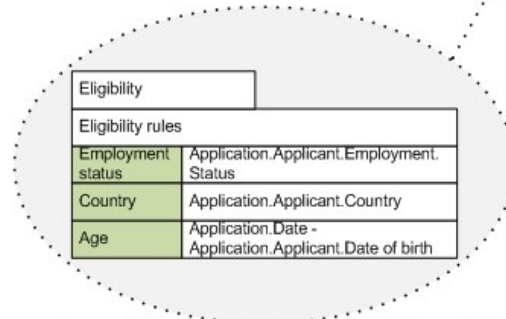 Eligibility
Eligibility rules
Employment
status
Application.Applicant.Employment.
Status
Country
Application.Applicant.Country
Age
Application.Date -
Application.Applicant.Date of birth